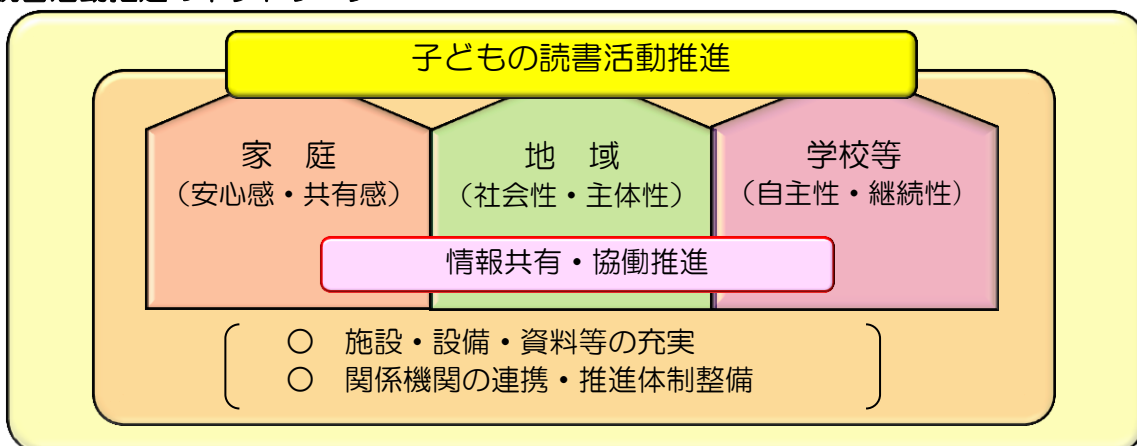 子どもの読書活動推進
家　庭
（安心感・共有感）
地　域
（社会性・主体性）
学校等
（自主性・継続性）
情報共有・協働推進
○　施設・設備・資料等の充実
○　関係機関の連携・推進体制整備